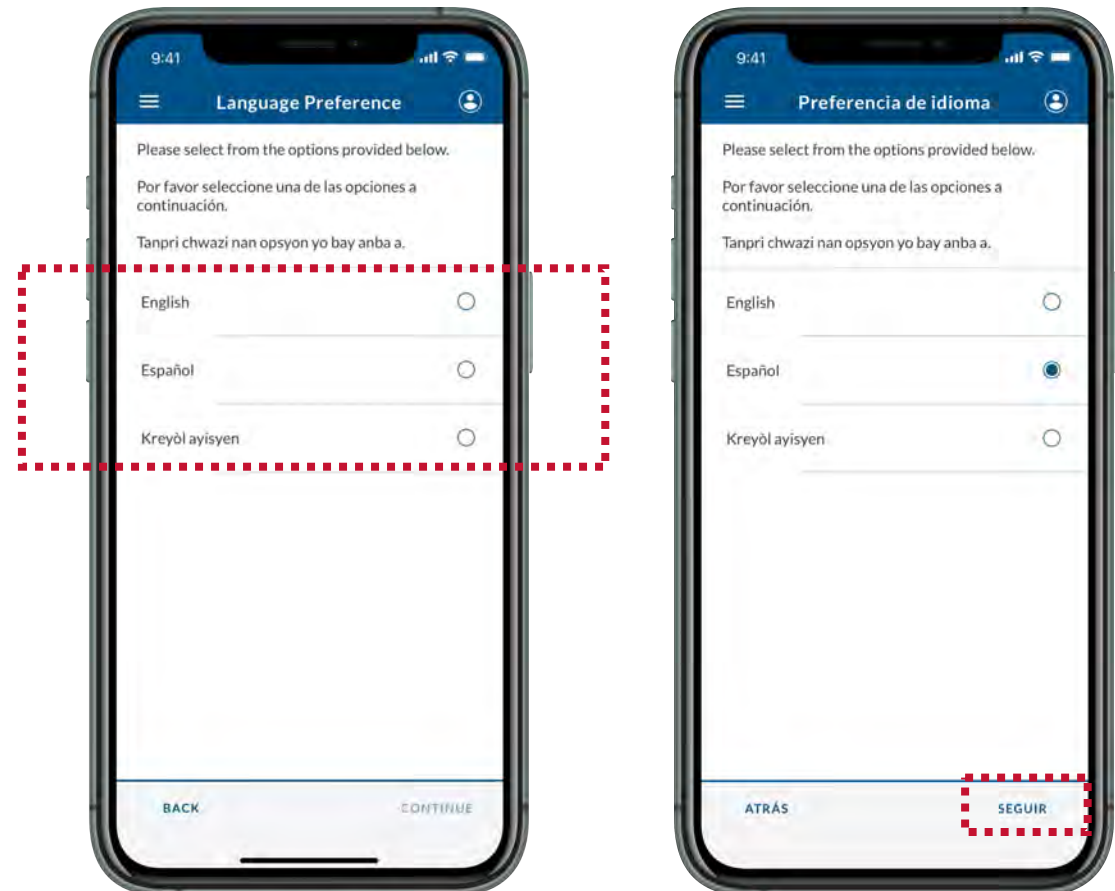 9:41
Language Preference
Please select from the options provided below.
Por favor seleccione una de las opciones a
continuación.
Tanpri chwazi nan opsyon yo bay anba a.
English
Español
Kreyòl ayisyen
BACK
CONTINUE
9:41
Preferencia de idioma
Please select from the options provided below.
Por favor seleccione una de las opciones a
continuación.
Tanpri chwazi nan opsyon yo bay anba a.
English
Español
Kreyòl ayisyen
ATRÁS
SEGUIR